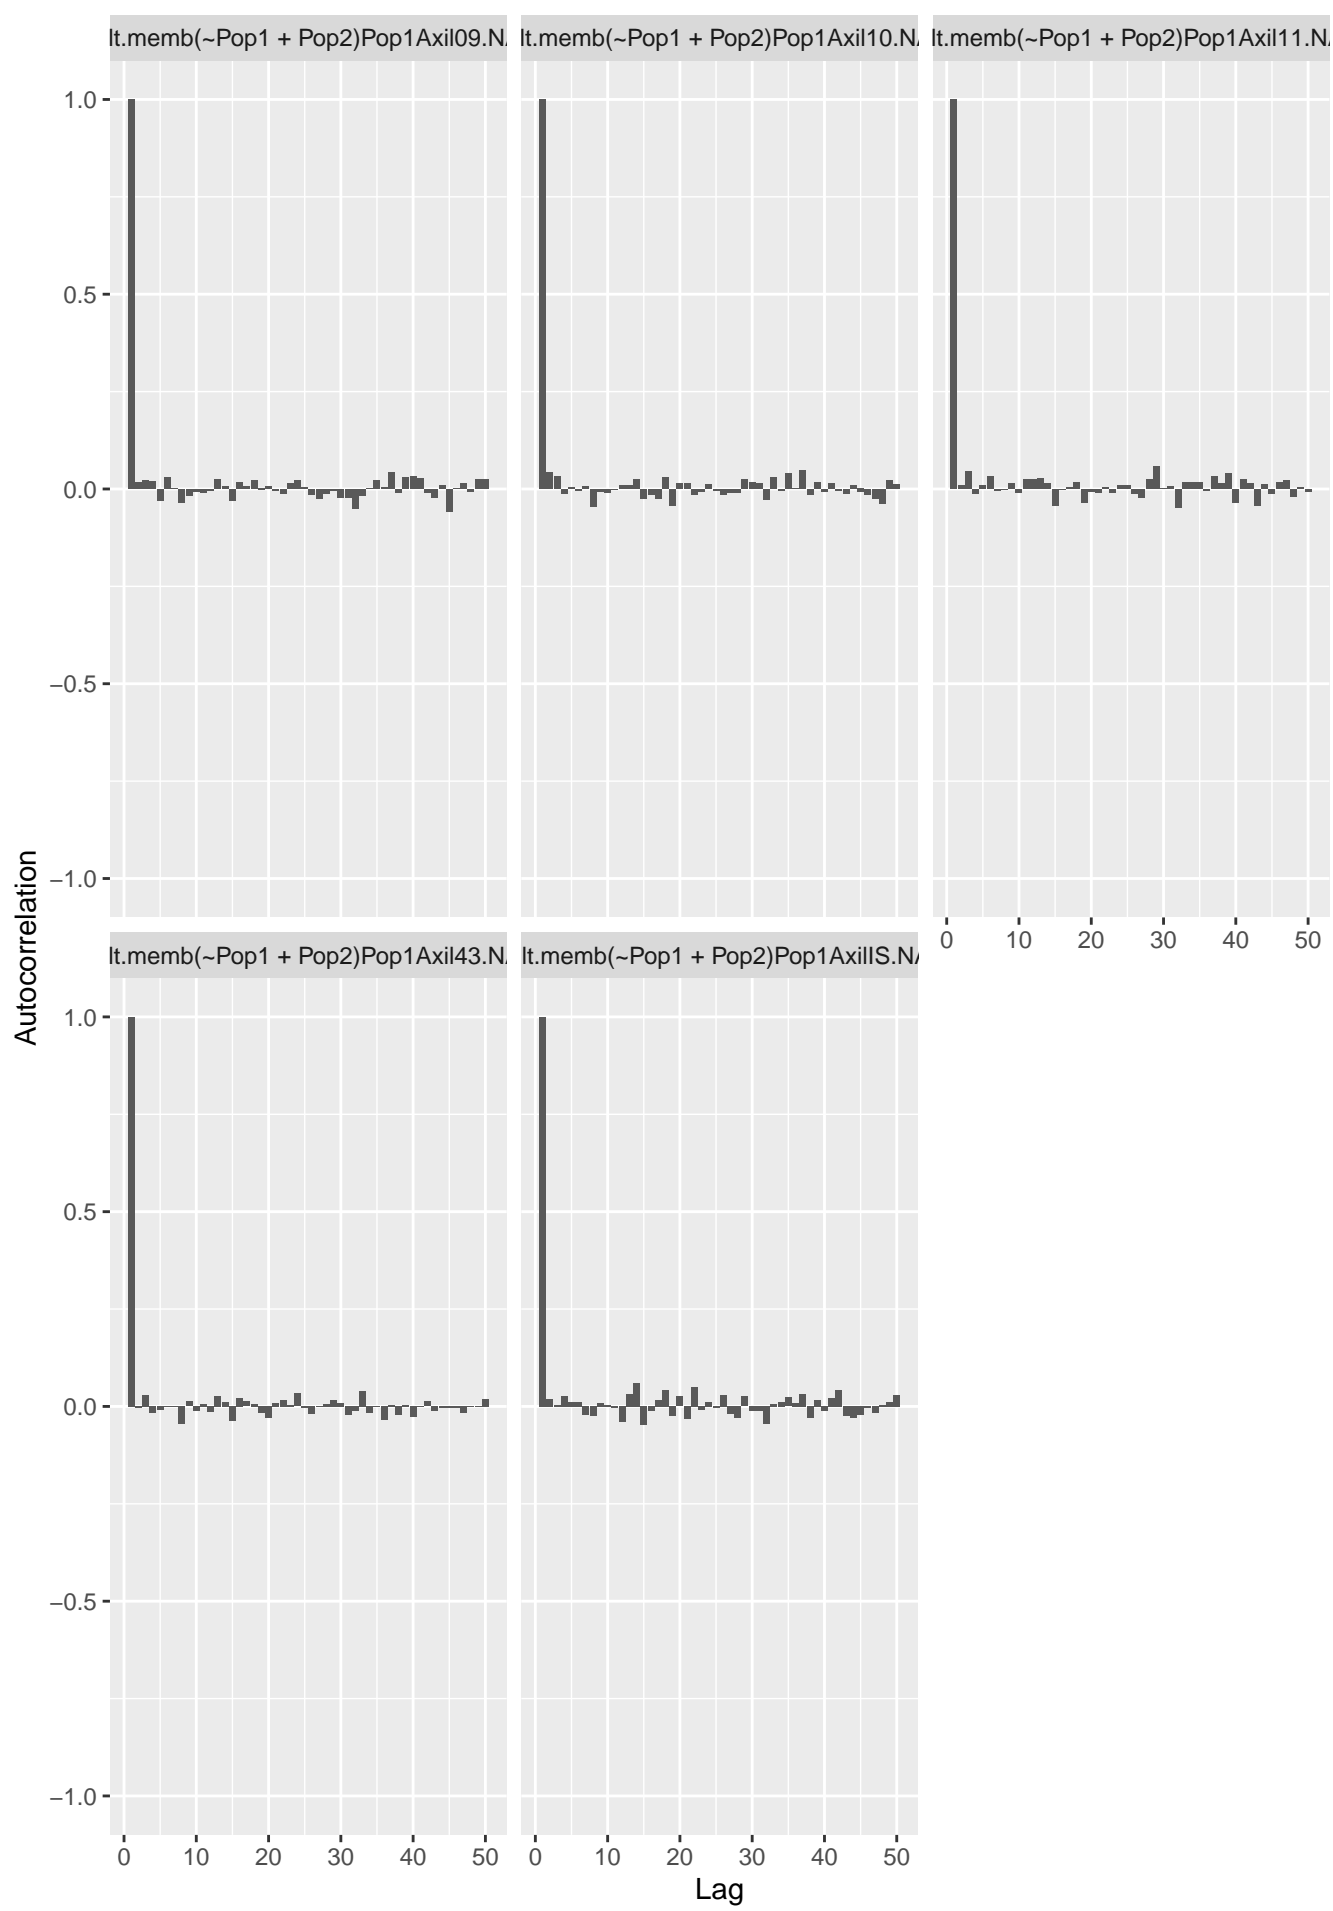 lt.memb(~Pop1 + Pop2)Pop1Axil09.N
lt.memb(~Pop1 + Pop2)Pop1Axil10.N
lt.memb(~Pop1 + Pop2)Pop1Axil11.N
1.0
0.5
0.0
−0.5
−1.0
0 10 20 30 40 50
Autocorrelation
lt.memb(~Pop1 + Pop2)Pop1Axil43.N
lt.memb(~Pop1 + Pop2)Pop1AxilIS.NA
1.0
0.5
0.0
−0.5
−1.0
0 10 20 30 40 50
0 10 20 30 40 50
Lag